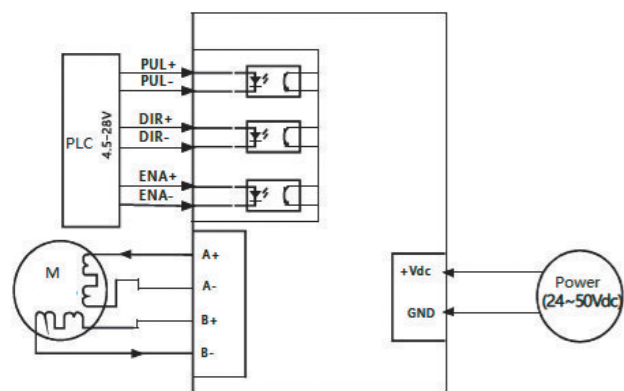 PUL+
PUL-
DIR+
DIR-
ENA+
ENA-
PLC
4.5-28V
M
A+
A-
B+
B-
+Vdc
GND
Power
(24~50Vdc)